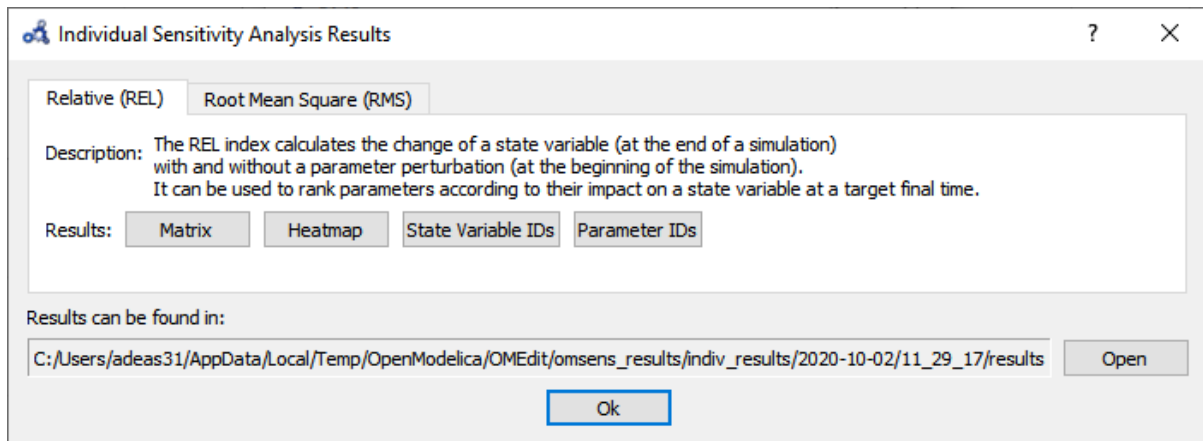 Individual Sensitivity Analysis Results
?
Relative (REL) Root Mean Square (RMS)
Description: The REL index calculates the change of a state variable (at the end of a simulation)
with and without a parameter perturbation (at the beginning of the simulation).
It can be used to rank parameters according to their impact on a state variable at a target final time.
Results: Matrix Heatmap State Variable IDs Parameter IDs
Results can be found in:
C:/Users/adeas31/AppData/Local/Temp/OpenModelica/OMEdit/omsens_results/indiv_results/2020-10-02/11_29_17/results Open
Ok